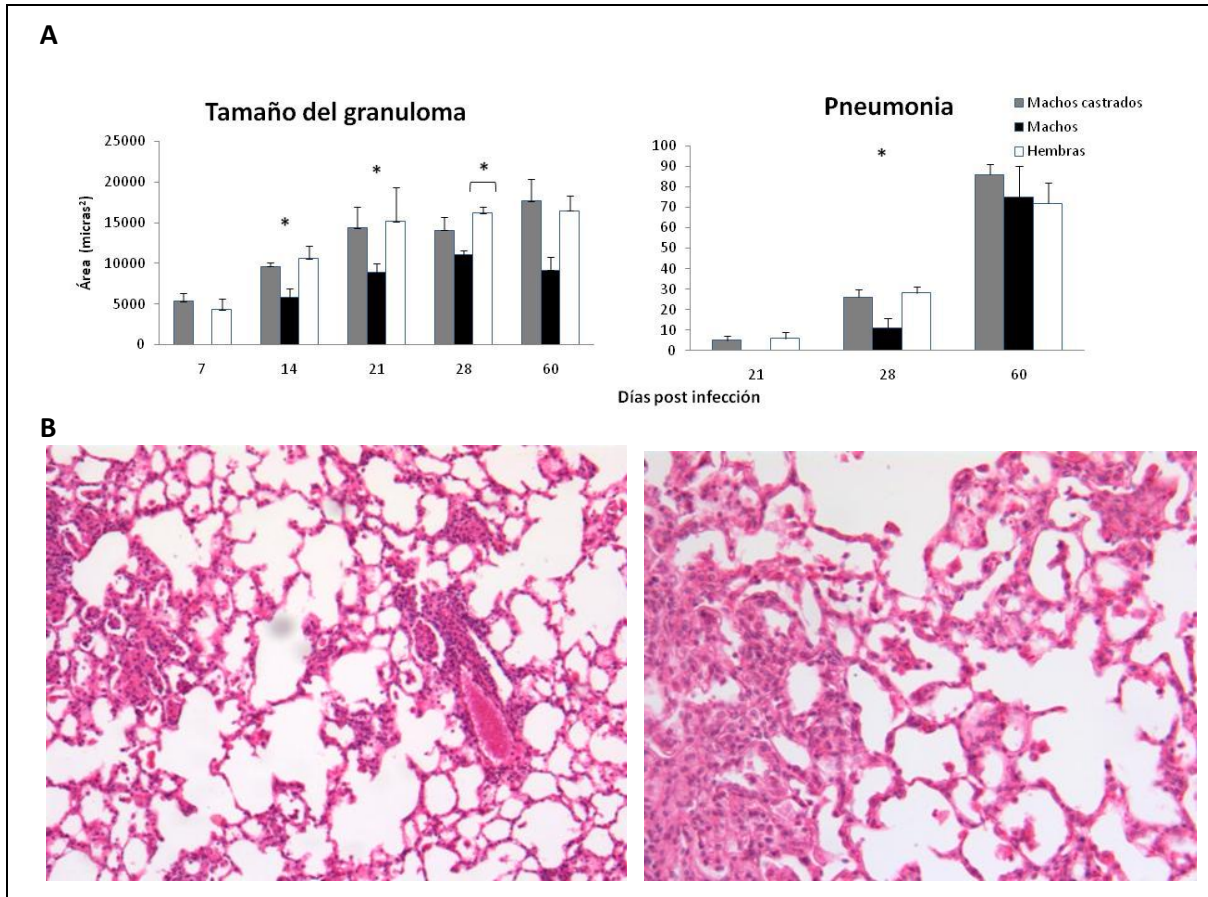 A
Tamaño del granuloma
Área (micras²)
25000
20000
15000
10000
5000
0
*
*
*
7 14 21 28 60
Pneumonia
Machos castrados
Machos
Hembras
100
90
80
70
60
50
40
30
20
10
0
*
21 28 60
Días post infección
B